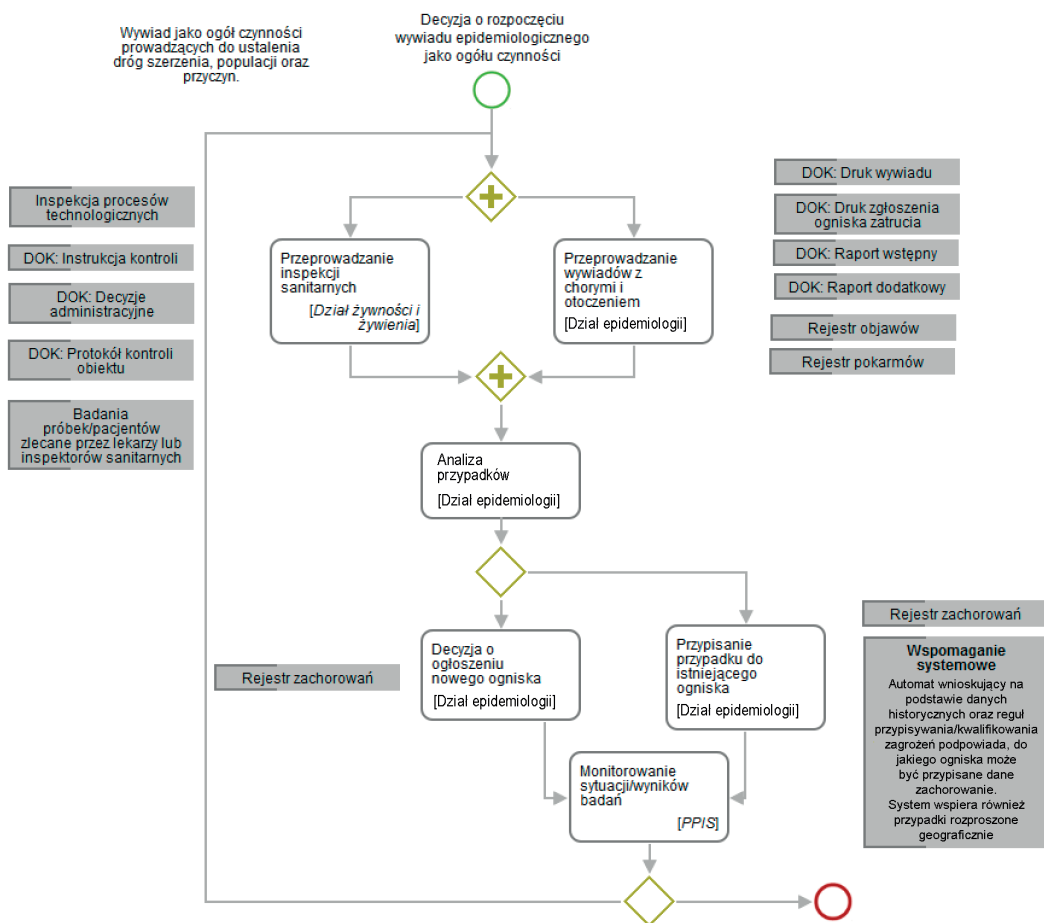 Wywiad jako ogół czynności
prowadzących do ustalenia
dróg szerzenia, populacji oraz
przyczyn.
Decyzja o rozpoczęciu
wywiadu epidemiologicznego
jako ogółu czynności
Inspekcja procesów
technologicznych
DOK: Instrukcja kontroli
DOK: Decyzje
administracyjne
DOK: Protokół kontroli
obiektu
Badania
próbek/pacjentów
zlecane przez lekarzy lub
inspektorów sanitarnych
Przeprowadzanie
inspekcji
sanitarnych
[Dział żywności i
żywienia]
Przeprowadzanie
wywiadów z
chorymi i
otoczeniem
[Dział epidemiologii]
DOK: Druk wywiadu
DOK: Druk zgłoszenia
ogniska zatrucia
DOK: Raport wstępny
DOK: Raport dodatkowy
Rejestr objawów
Rejestr pokarmów
Analiza
przypadków
[Dział epidemiologii]
Rejestr zachorowań
Decyzja o
ogłoszeniu
nowego ogniska
[Dział epidemiologii]
Przypisanie
przypadku do
istniejącego
ogniska
[Dział epidemiologii]
Rejestr zachorowań
Wspomaganie
systemowe
Automat wnioskujący na
podstawie danych
historycznych oraz reguł
przypisywania/kwalifikowania
zagrożeń podpowiada, do
jakiego ogniska może
być przypisane dane
zachorowanie.
System wspiera również
przypadki rozproszone
geograficznie
Monitorowanie
sytuacji/wyników
badań
[PPIS]